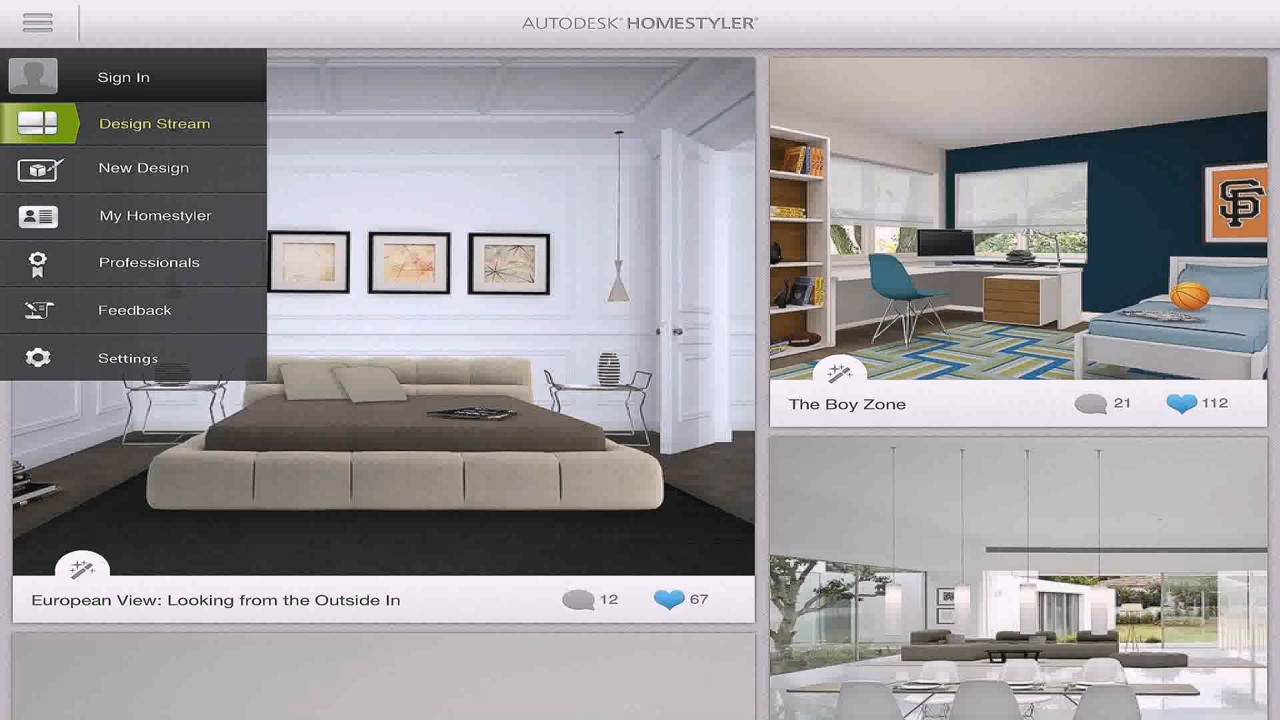 AUTODESK® HOMESTYLER®
Sign In
Design Stream
New Design
My Homestyler
Professionals
Feedback
Settings
SF
The Boy Zone
21
112
European View: Looking from the Outside In
12
67